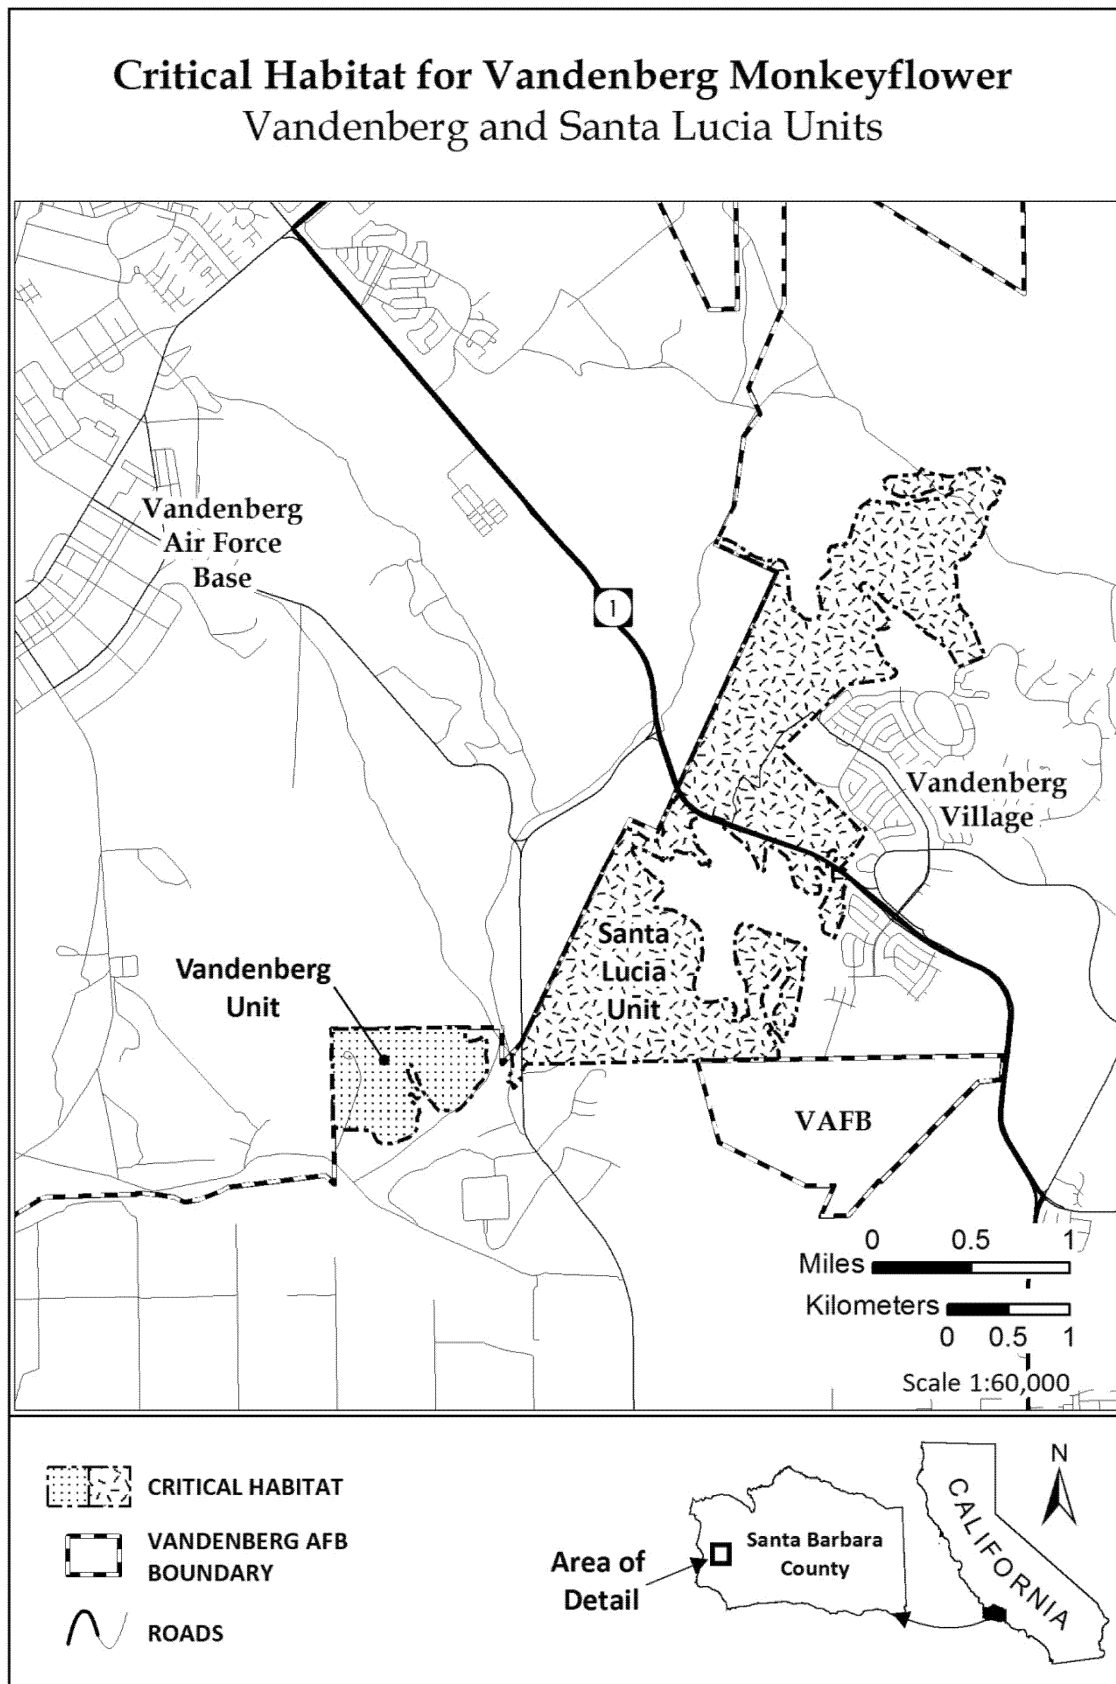 Critical Habitat for Vandenberg Monkeyflower
Vandenberg and Santa Lucia Units
Vandenberg
Air Force
Base
1
Vandenberg
Village
Santa
Lucia
Unit
Vandenberg
Unit
VAFB
0 0.5 1
Miles
Kilometers
0 0.5 1
Scale 1:60,000
CRITICAL HABITAT
VANDENBERG AFB
BOUNDARY
ROADS
Area of
Detail
Santa Barbara
County
CALIFORNIA
N